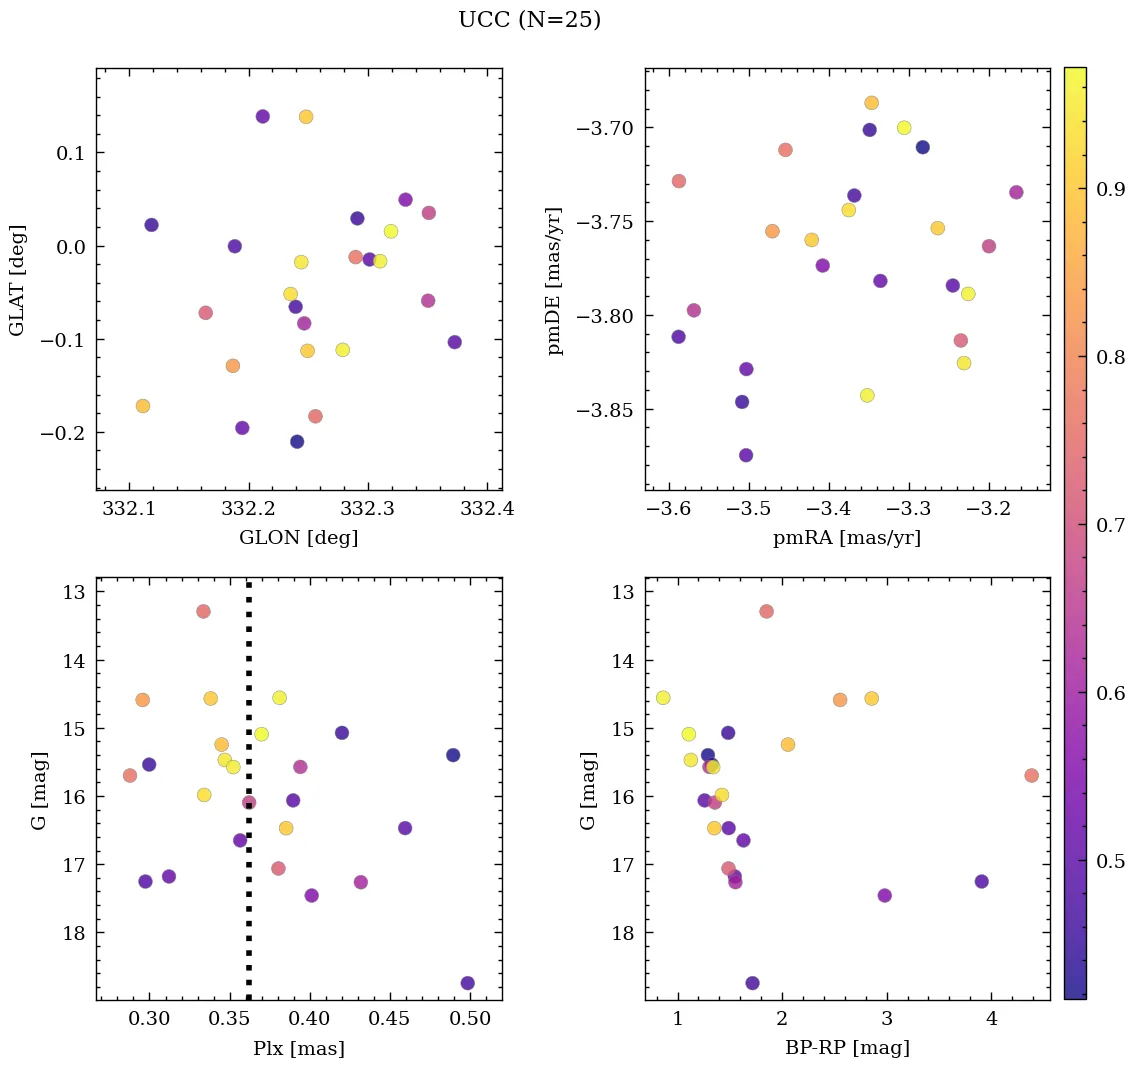 UCC (N=25)
0.1
0.0
−0.1
−0.2
GLAT [deg]
332.1 332.2 332.3 332.4
GLON [deg]
−3.70
−3.75
−3.80
−3.85
pmDE [mas/yr]
−3.6 −3.5 −3.4 −3.3 −3.2
pmRA [mas/yr]
0.9
0.8
0.7
0.6
0.5
13
14
15
16
17
18
G [mag]
0.30 0.35 0.40 0.45 0.50
Plx [mas]
13
14
15
16
17
18
G [mag]
1 2 3 4
BP-RP [mag]